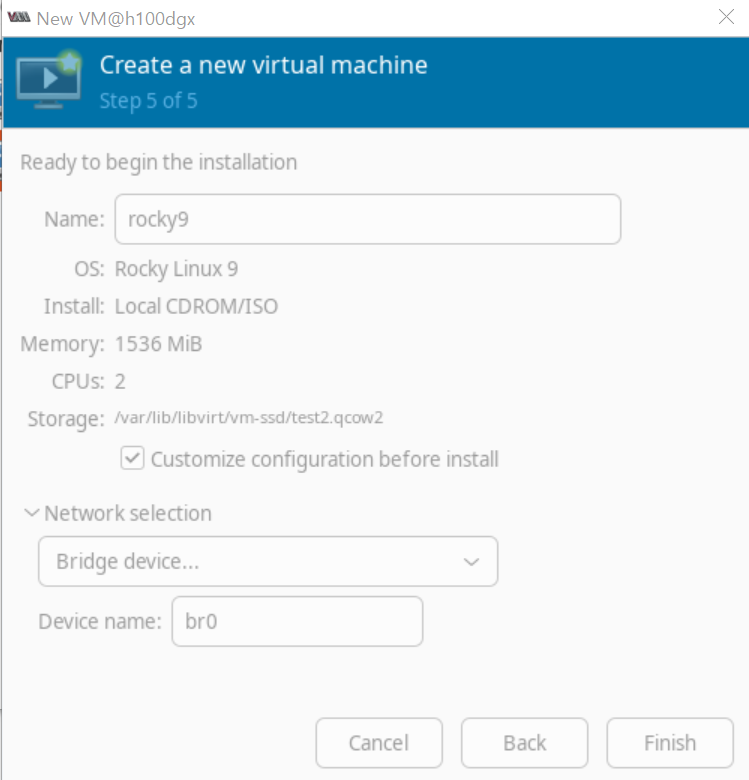 New VM@h100dgx
Create a new virtual machine
Step 5 of 5
Ready to begin the installation
Name: rocky9
OS: Rocky Linux 9
Install: Local CDROM/ISO
Memory: 1536 MiB
CPUs: 2
Storage: /var/lib/libvirt/vm-ssd/test2.qcow2
Customize configuration before install
Network selection
Bridge device...
Device name: br0
Cancel Back Finish